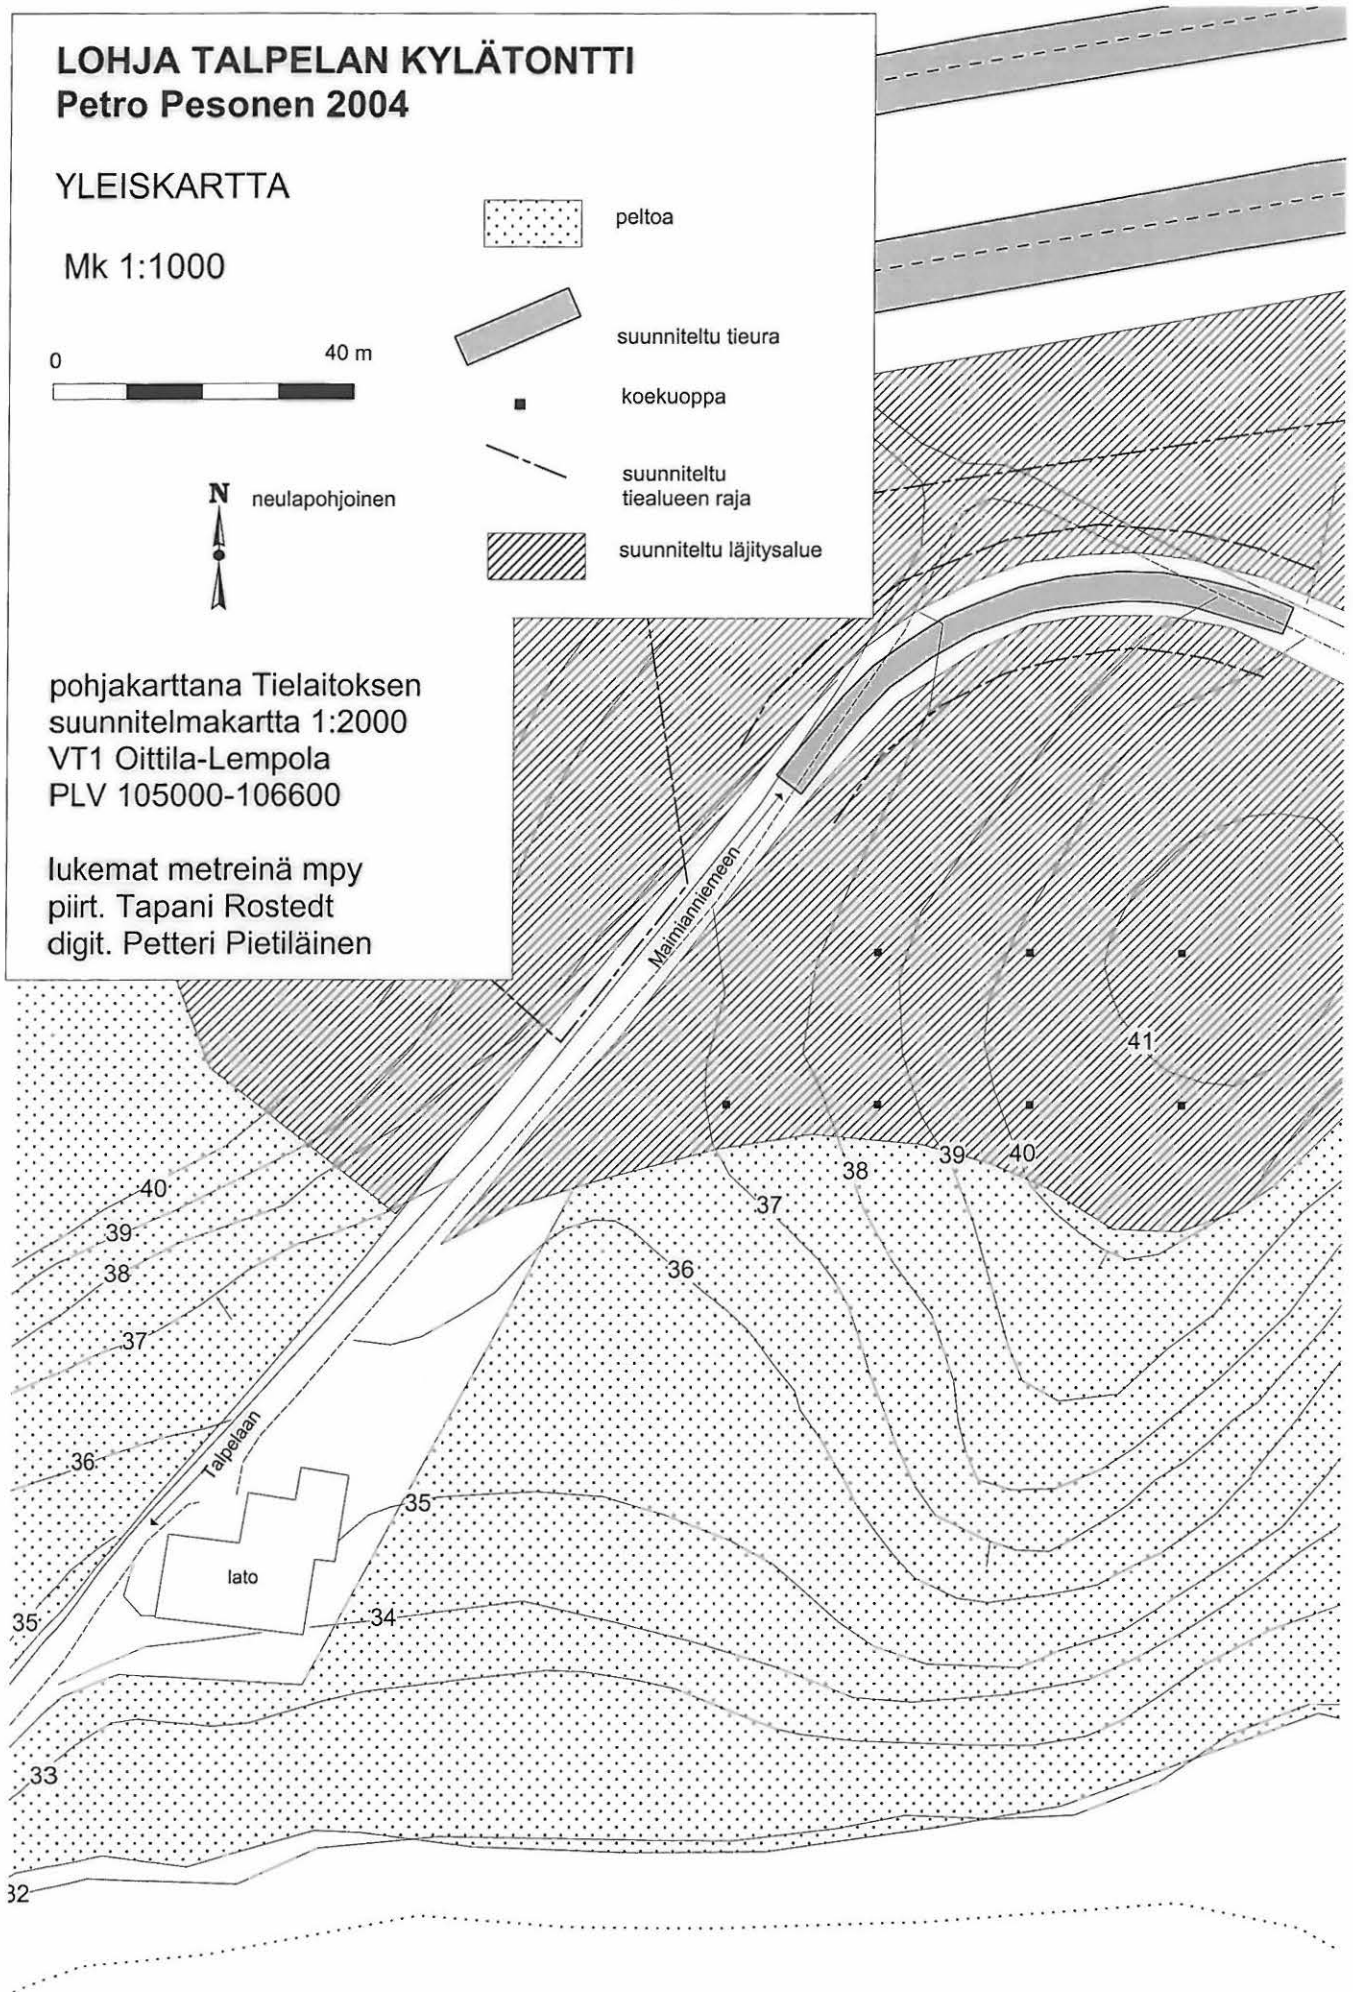 LOHJA TALPELAN KYLÄTONTTI
Petro Pesonen 2004
YLEISKARTTA
Mk 1:1000
0
40 m
N
neulapohjoinen
peltoa
suunniteltu tieura
koekuoppa
suunniteltu
tiealueen raja
suunniteltu läjitysalue
pohjakarttana Tielaitoksen
suunnitelmakartta 1:2000
VT1 Oittila-Lempola
PLV 105000-106600
lukemat metreinä mpy
piirt. Tapani Rostedt
digit. Petteri Pietiläinen
Maimianniemeen
41
40
39
38
37
36
40
39
38
37
36
35
Talpelaan
lato
35
34
33
32